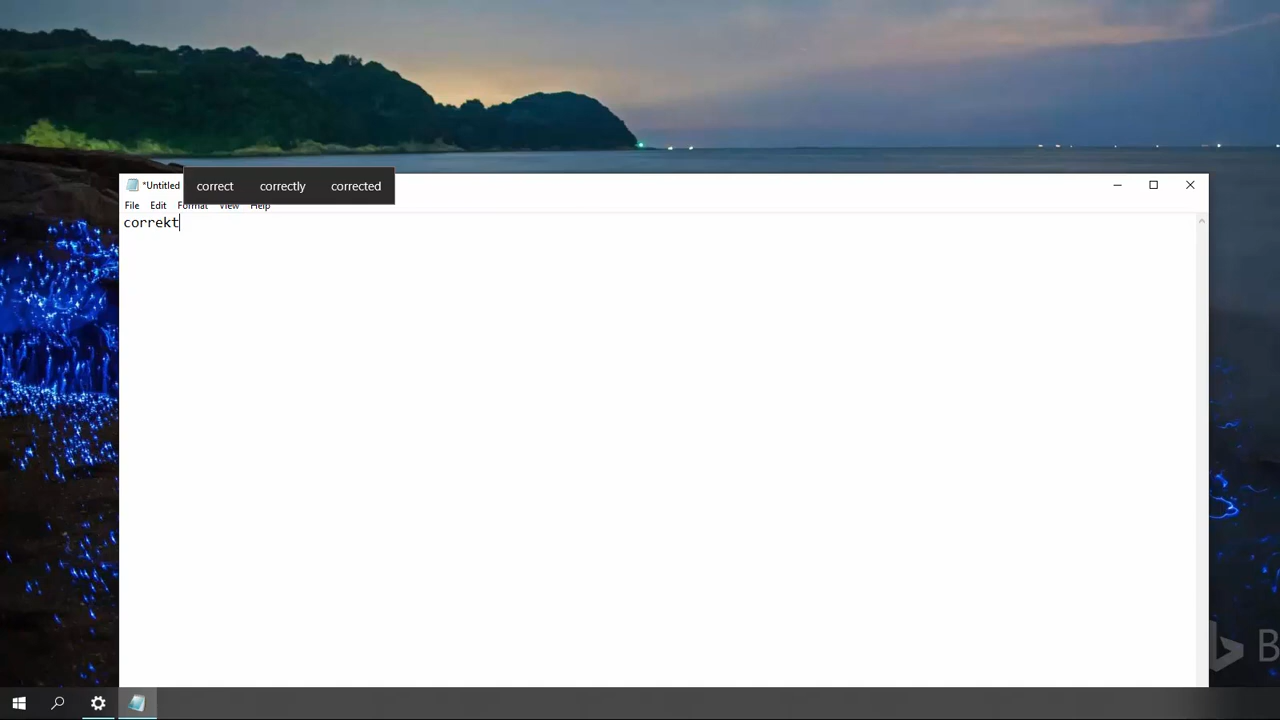 *Untitled
correct correctly corrected
File Edit Format View Help
correkt
B